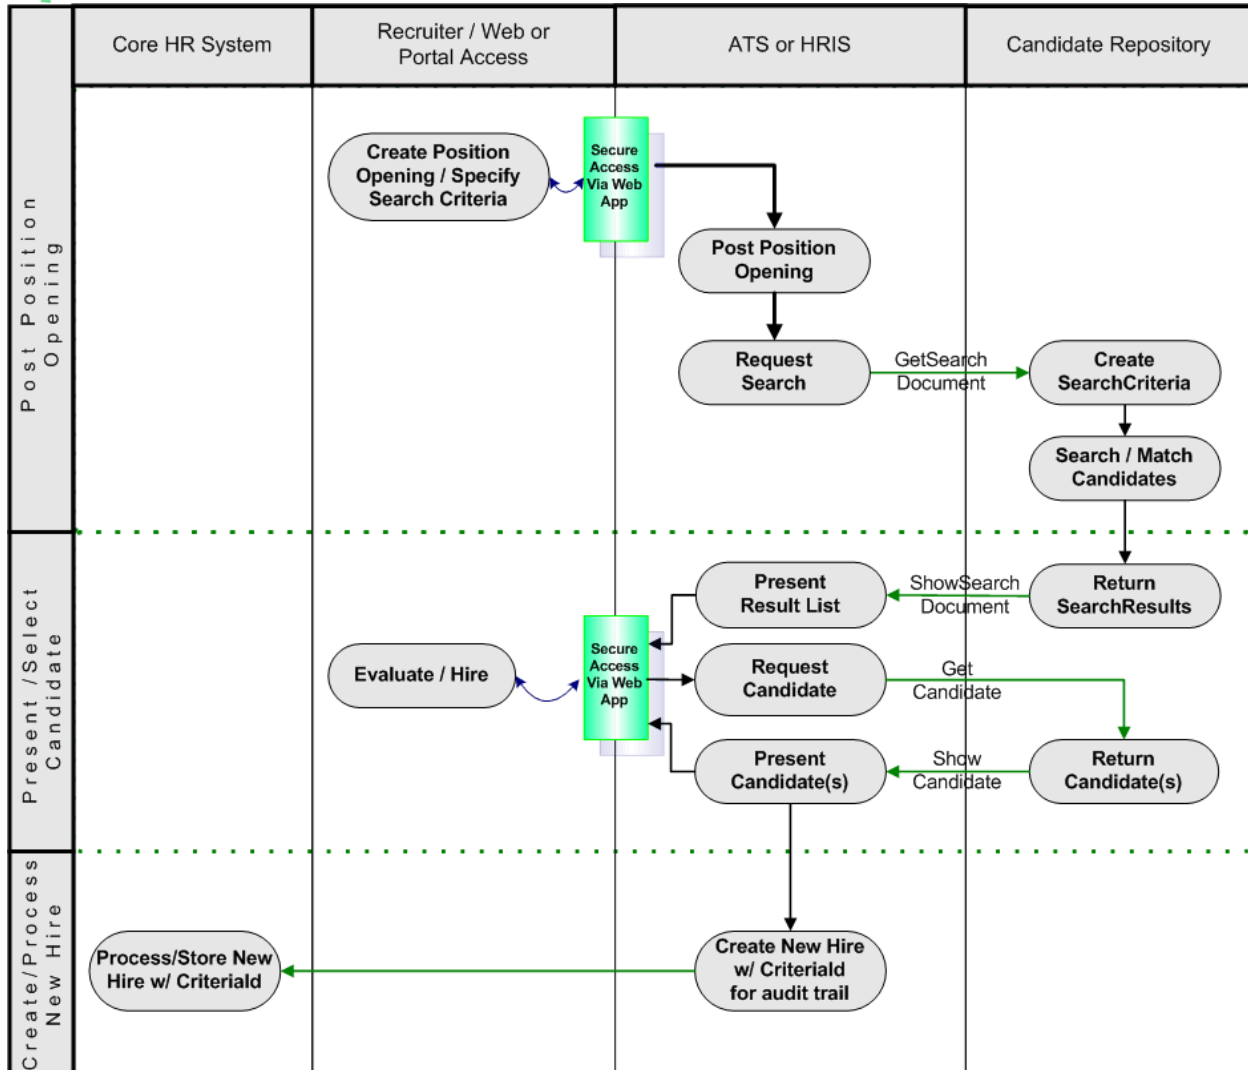 Core HR System
Recruiter / Web or
Portal Access
ATS or HRIS
Candidate Repository
Post Position
Opening
Create Position
Opening / Specify
Search Criteria
Secure
Access
Via Web
App
Post Position
Opening
Request
Search
GetSearch
Document
Create
SearchCriteria
Search / Match
Candidates
Present /Select
Candidate
Return
SearchResults
ShowSearch
Document
Present
Result List
Secure
Access
Via Web
App
Evaluate / Hire
Request
Candidate
Get
Candidate
Return
Candidate(s)
Show
Candidate
Present
Candidate(s)
Create/Process
New Hire
Create New Hire
w/ CriteriaId
for audit trail
Process/Store New
Hire w/ CriteriaId